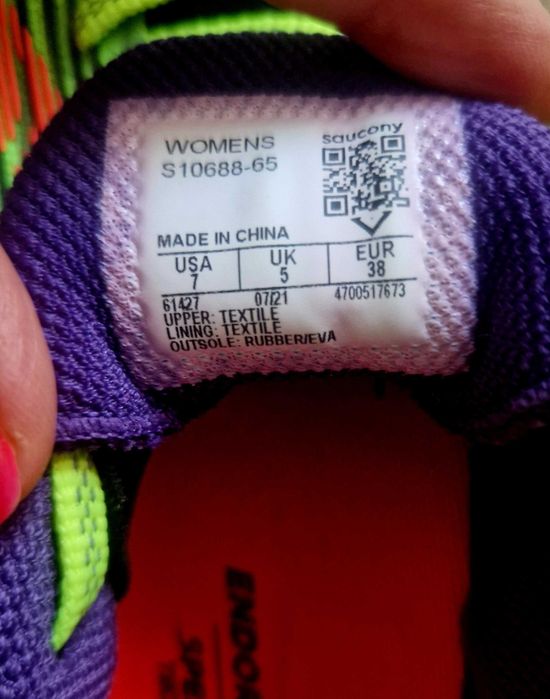 WOMENS
S10688-65
saucony
MADE IN CHINA
USA UK EUR
7 5 38
61427 07/21 4700517673
UPPER: TEXTILE
LINING: TEXTILE
OUTSOLE: RUBBER/EVA